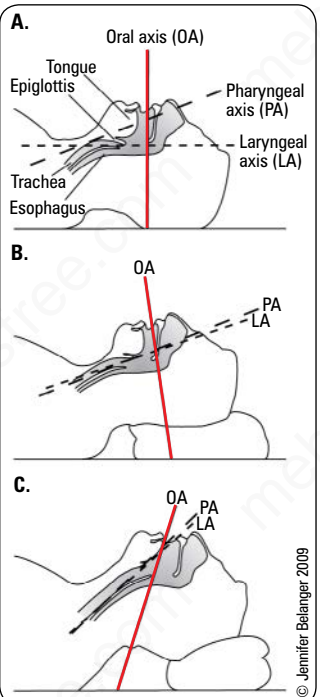 A.
Oral axis (OA)
Tongue
Epiglottis
Pharyngeal
axis (PA)
Laryngeal
axis (LA)
Trachea
Esophagus
B.
OA
PA
LA
C.
OA
PA
LA
© Jennifer Belanger 2009